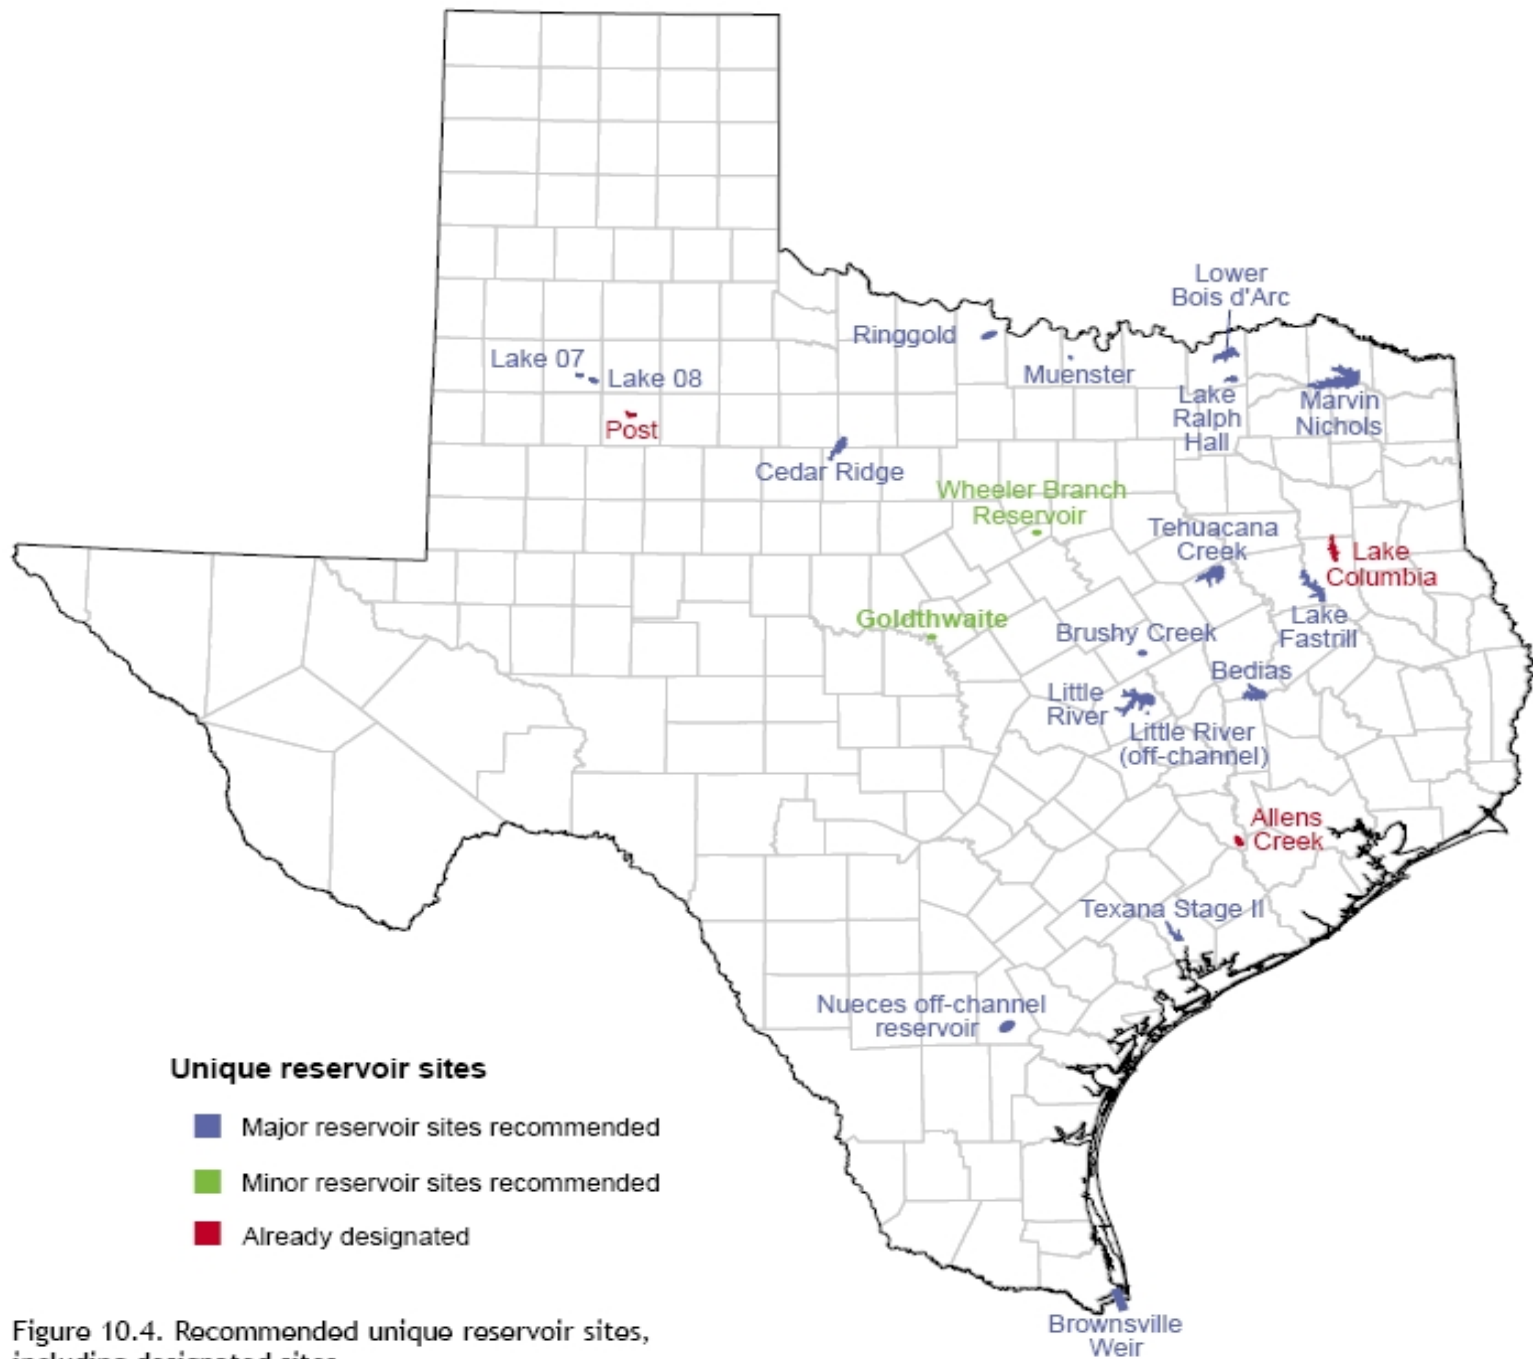 Lower
Bois d'Arc
Ringgold
Muenster
Lake 07
Lake 08
Post
Lake
Ralph
Hall
Marvin
Nichols
Cedar Ridge
Wheeler Branch
Reservoir
Tehuacana
Creek
Lake
Columbia
Lake
Fastrill
Goldthwaite
Brushy Creek
Bedias
Little
River
Little River
(off-channel)
Allens
Creek
Texana Stage II
Nueces off-channel
reservoir
Brownsville
Weir
Unique reservoir sites
Major reservoir sites recommended
Minor reservoir sites recommended
Already designated
Figure 10.4. Recommended unique reservoir sites,
including designated sites